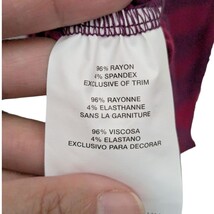 96% RAYON
4% SPANDEX
EXCLUSIVE OF TRIM
96% RAYONNE
4% ELASTHANNE
SANS LA GARNITURE
96% VISCOSA
4% ELASTANO
EXCLUSIVO PARA DECORAR